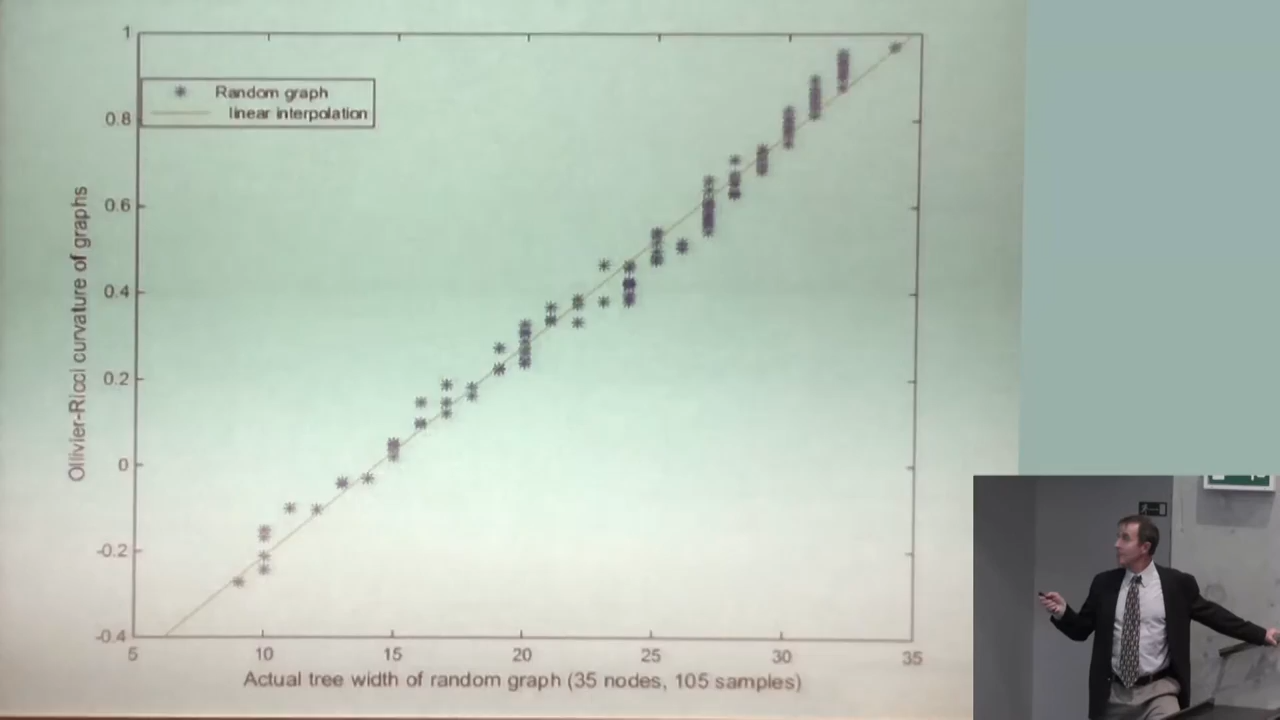 1
Random graph
linear interpolation
0.8
0.6
0.4
0.2
0
-0.2
-0.4
Ollivier-Ricci curvature of graphs
5 10 15 20 25 30 35
Actual tree width of random graph (35 nodes, 105 samples)